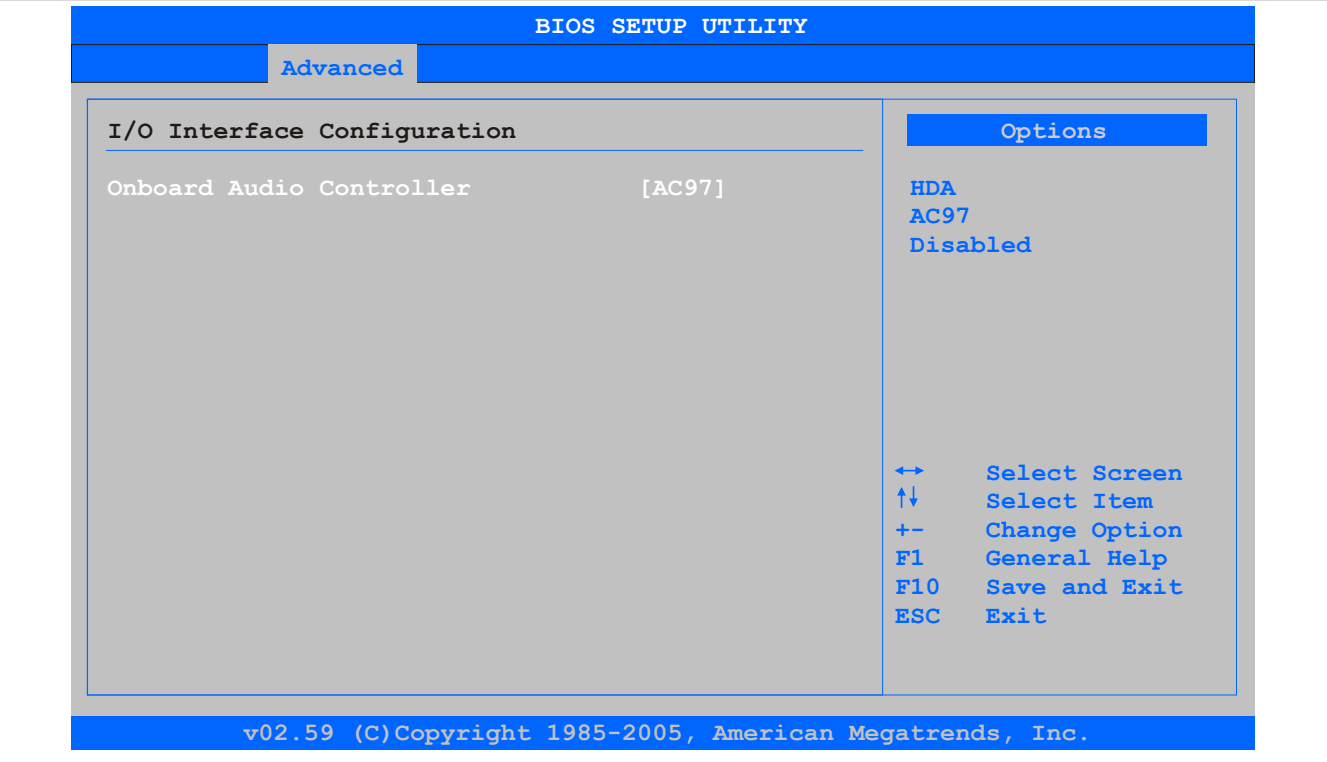 BIOS SETUP UTILITY
Advanced
I/O Interface Configuration
Onboard Audio Controller [AC97]
Options
HDA
AC97
Disabled
↔ Select Screen
↑↓ Select Item
+- Change Option
F1 General Help
F10 Save and Exit
ESC Exit
v02.59 (C)Copyright 1985-2005, American Megatrends, Inc.